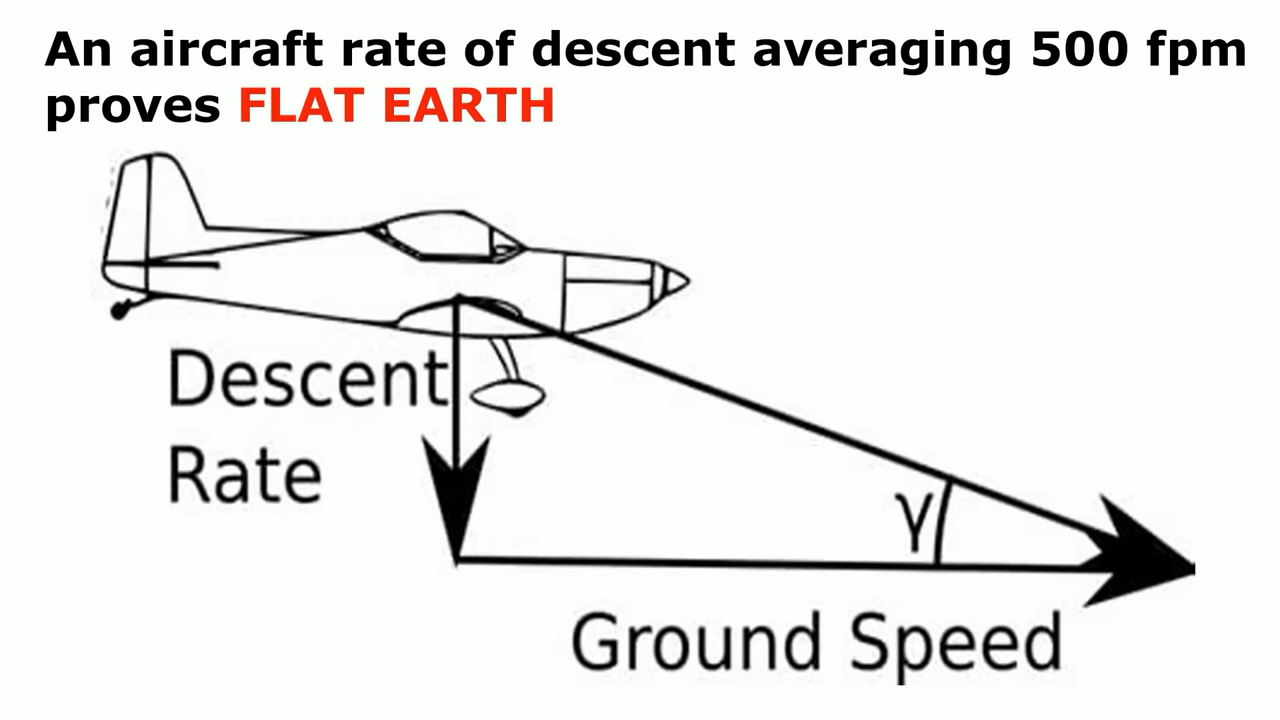 An aircraft rate of descent averaging 500 fpm
proves FLAT EARTH
Descent
Rate
γ
Ground Speed